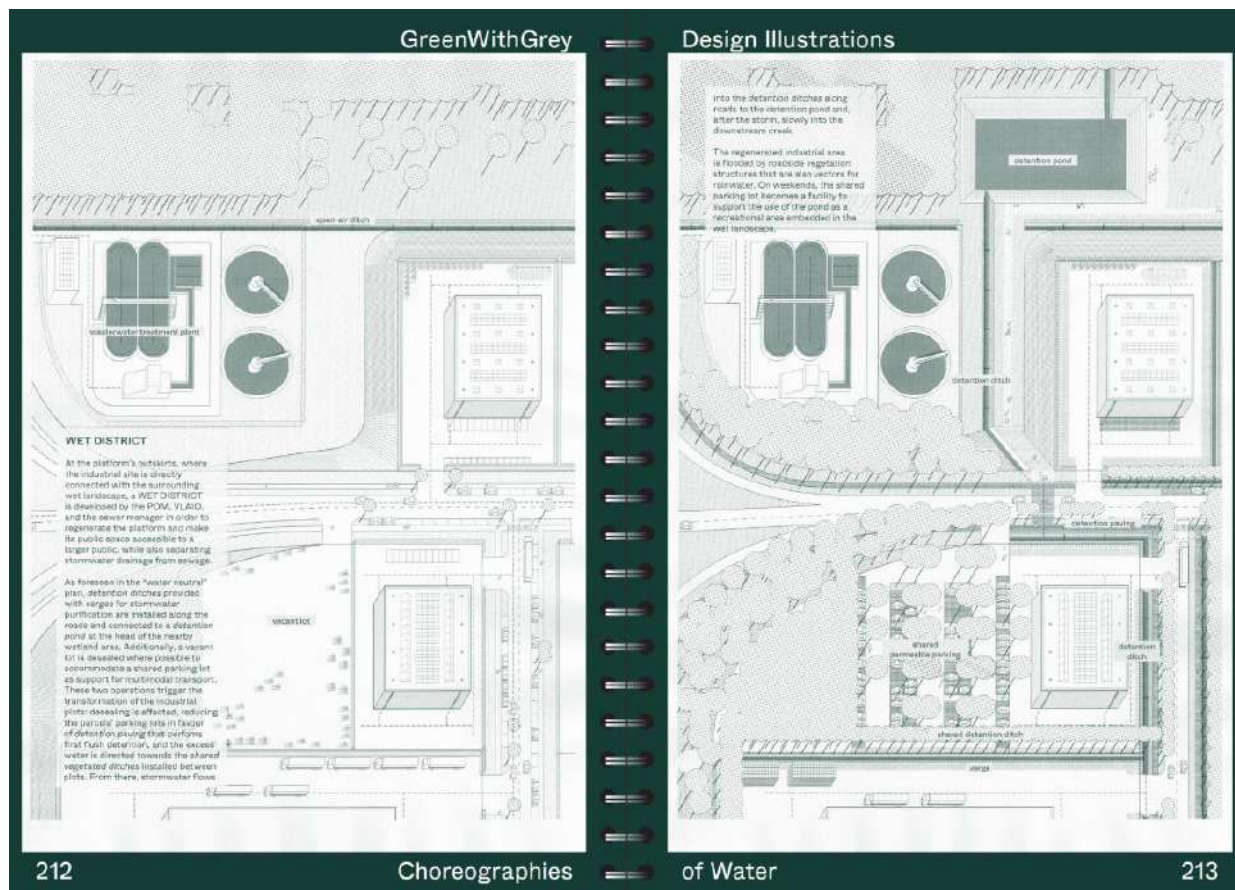 GreenWithGrey
open-air ditch
wastewater treatment plant
WET DISTRICT
At the platform's outskirts, where
the industrial site is directly
connected with the surrounding
wet landscape, a WET DISTRICT
is developed by the POM, VLAIO,
and the sewer manager in order to
regenerate the platform and make
its public space accessible to a
larger public, while also separating
stormwater drainage from sewage.
As foreseen in the "water neutral"
plan, detention ditches provided
with verges for stormwater
purification are installed along the
roads and connected to a detention
pond at the head of the nearby
wetland area. Additionally, a vacant
lot is desealed where possible to
accommodate a shared parking lot
as support for multimodal transport.
These two operations trigger the
transformation of the industrial
plots: desealing is effected, reducing
the parcels' parking lots in favour
of detention paving that performs
first flush detention, and the excess
water is directed towards the shared
vegetated ditches installed between
plots. From there, stormwater flows
vacant lot
212
Choreographies
Design Illustrations
into the detention ditches along
roads to the detention pond and,
after the storm, slowly into the
downstream creek.
The regenerated industrial area
is flooded by roadside vegetation
structures that are also vectors for
rainwater. On weekends, the shared
parking lot becomes a facility to
support the use of the pond as a
recreational area embedded in the
wet landscape.
detention pond
detention ditch
detention paving
shared
permeable parking
detention
ditch
shared detention ditch
verge
of Water
213